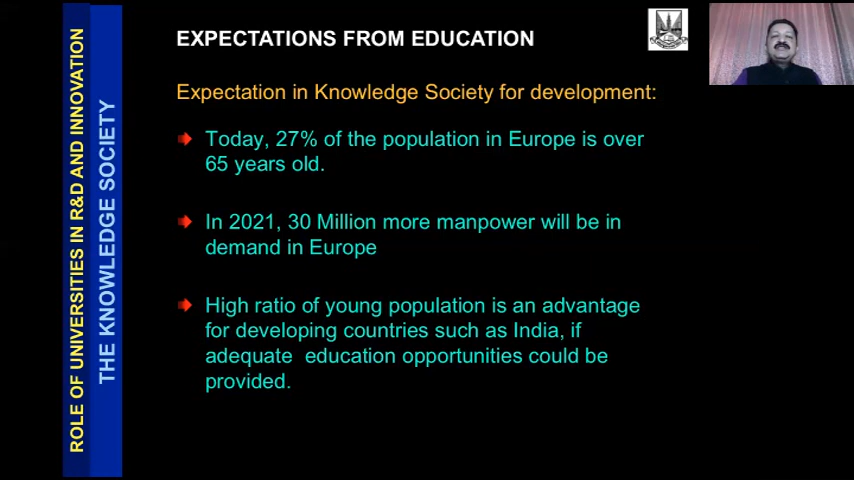 EXPECTATIONS FROM EDUCATION
Expectation in Knowledge Society for development:
Today, 27% of the population in Europe is over
65 years old.
In 2021, 30 Million more manpower will be in
demand in Europe
High ratio of young population is an advantage
for developing countries such as India, if
adequate education opportunities could be
provided.
ROLE OF UNIVERSITIES IN R&D AND INNOVATION
THE KNOWLEDGE SOCIETY